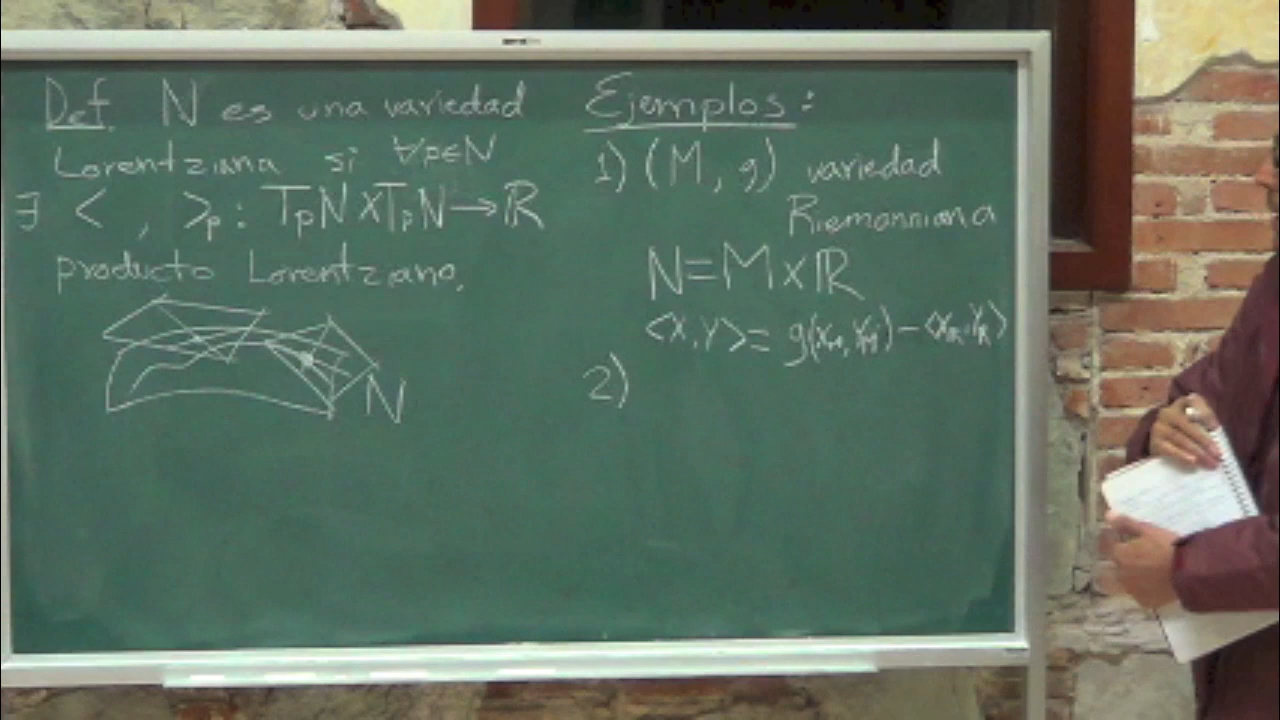 Def. N es una variedad
Lorentziana si ∀p∈N
∃ < , >p : TpN x TpN → ℝ
producto Lorentziano.
N
Ejemplos:
1) (M, g) variedad
Riemanniana
N = M x ℝ
<X, Y> = g(X_M, Y_M) - <X_ℝ, Y_ℝ>
2)